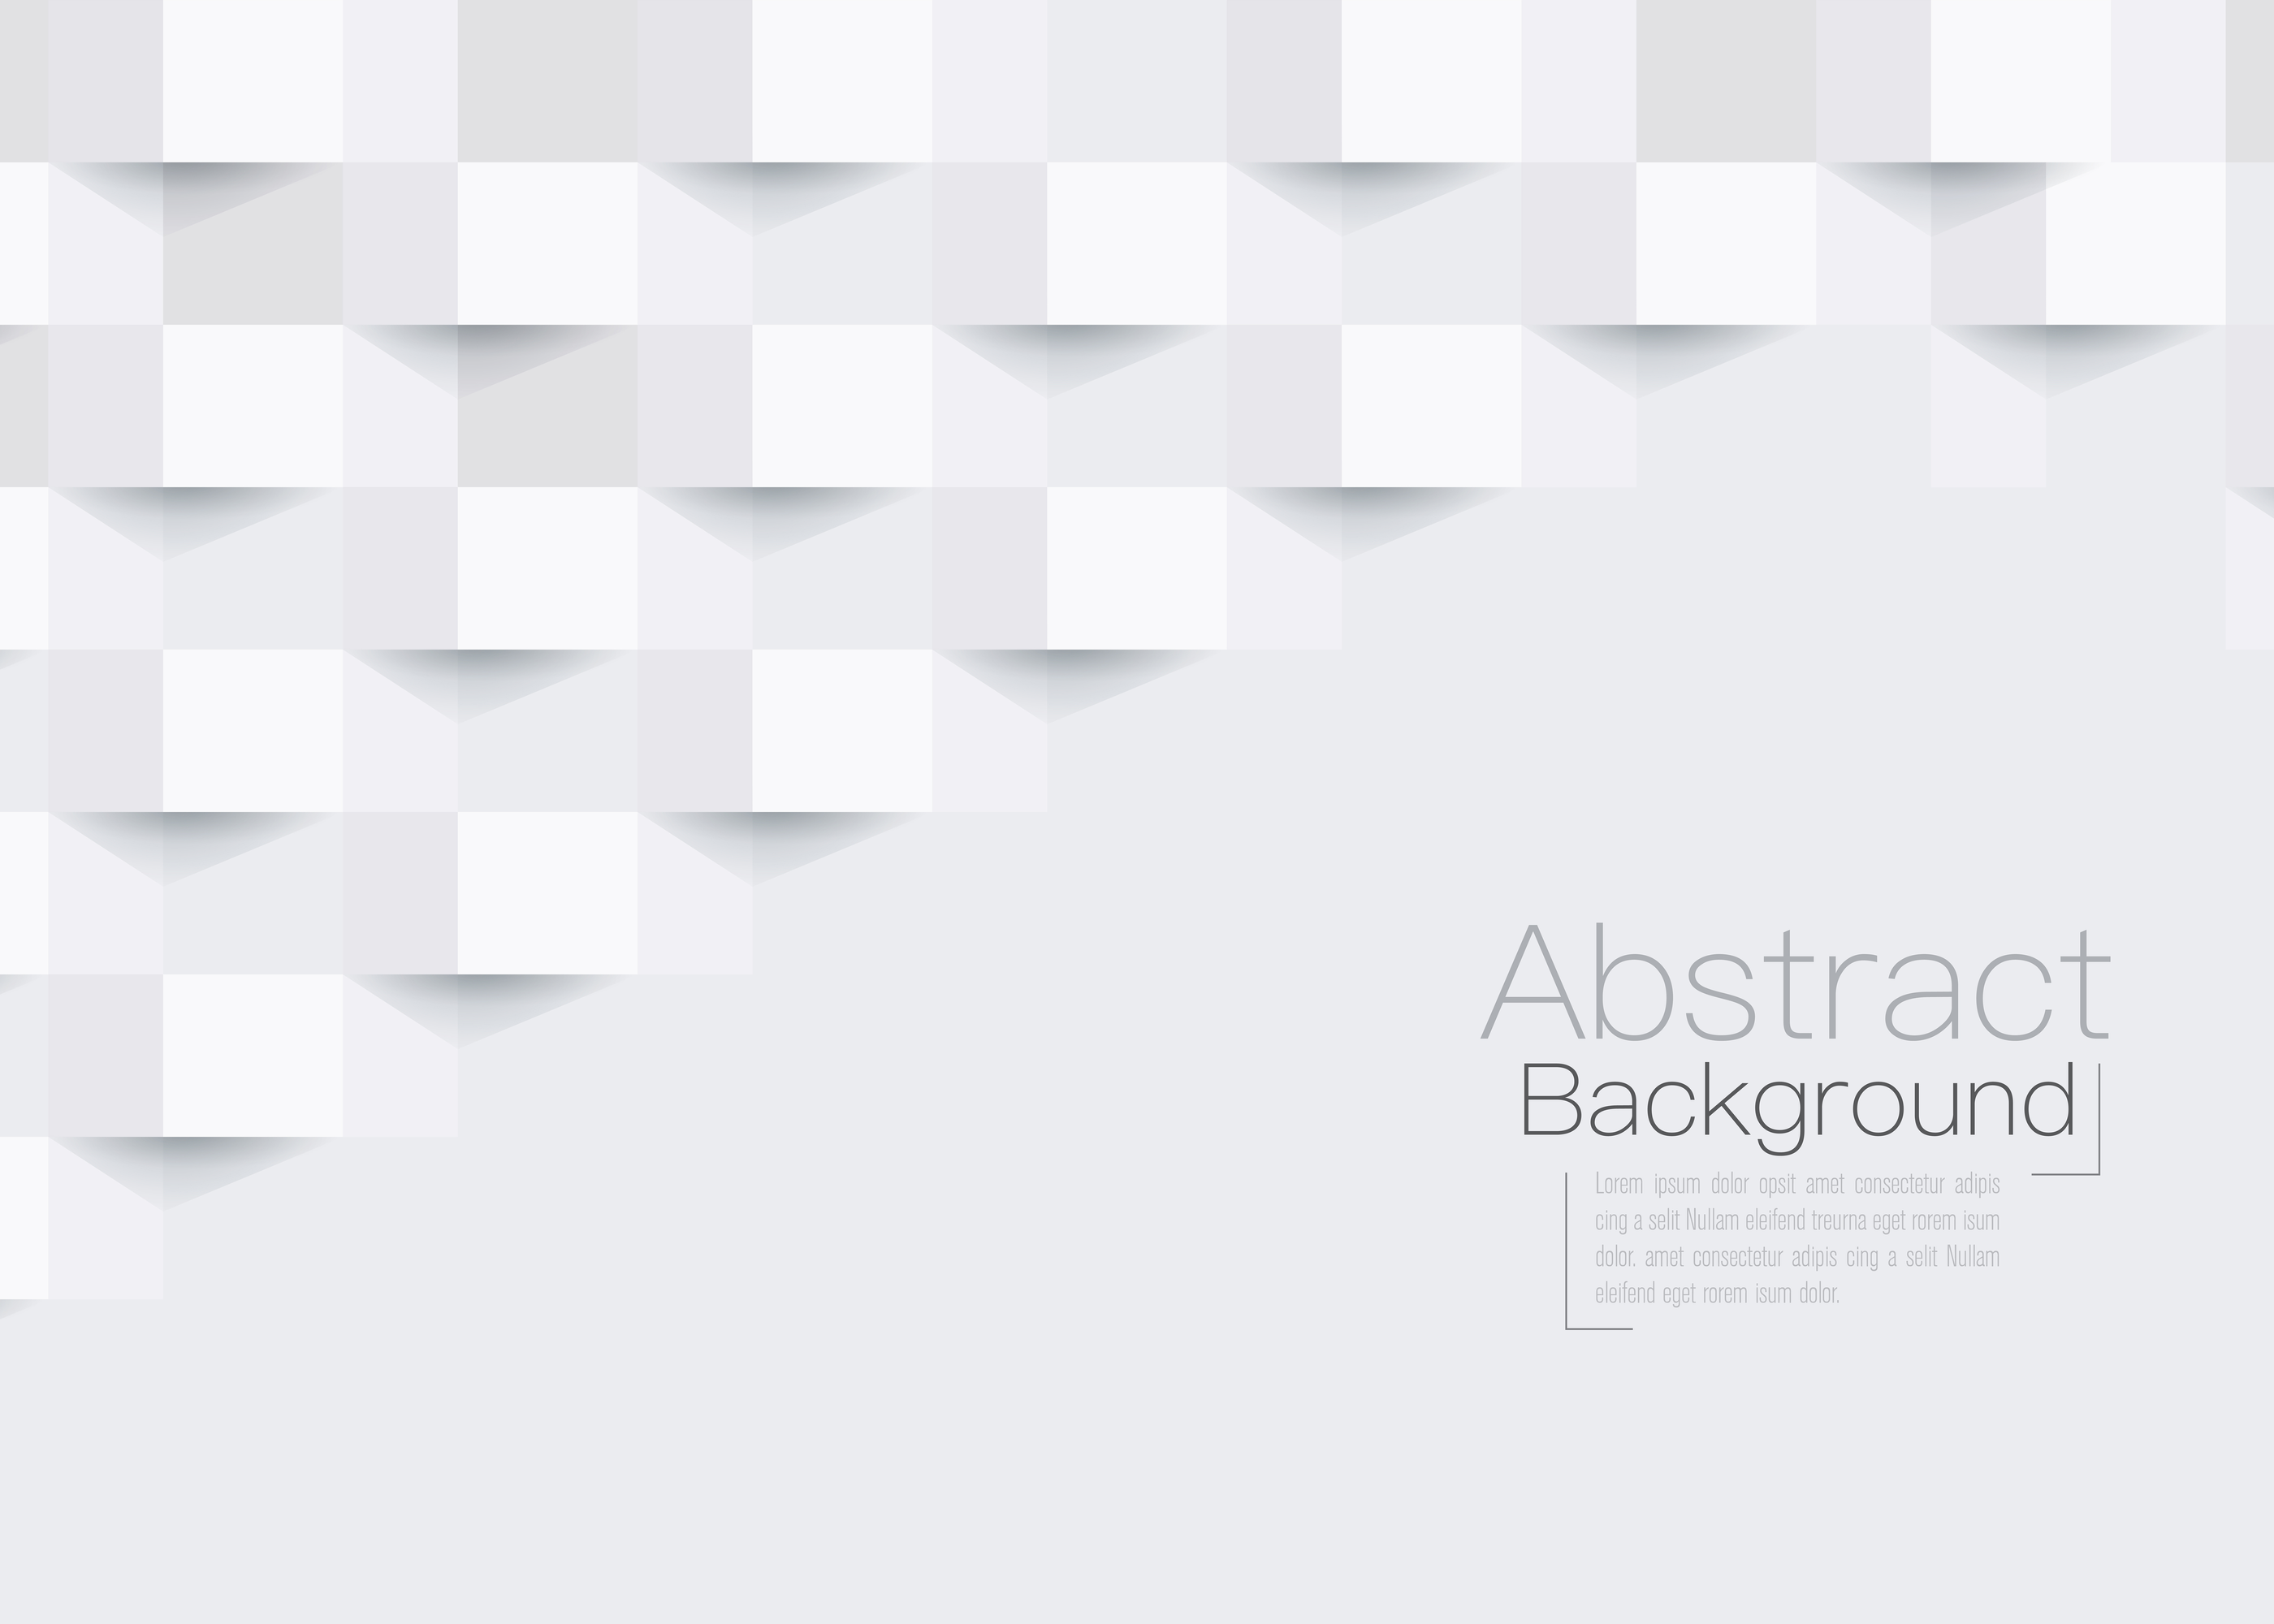 Abstract
Background
Lorem ipsum dolor opsit amet consectetur adipis
cing a selit Nullam eleifend treurna eget rorem isum
dolor. amet consectetur adipis cing a selit Nullam
eleifend eget rorem isum dolor.